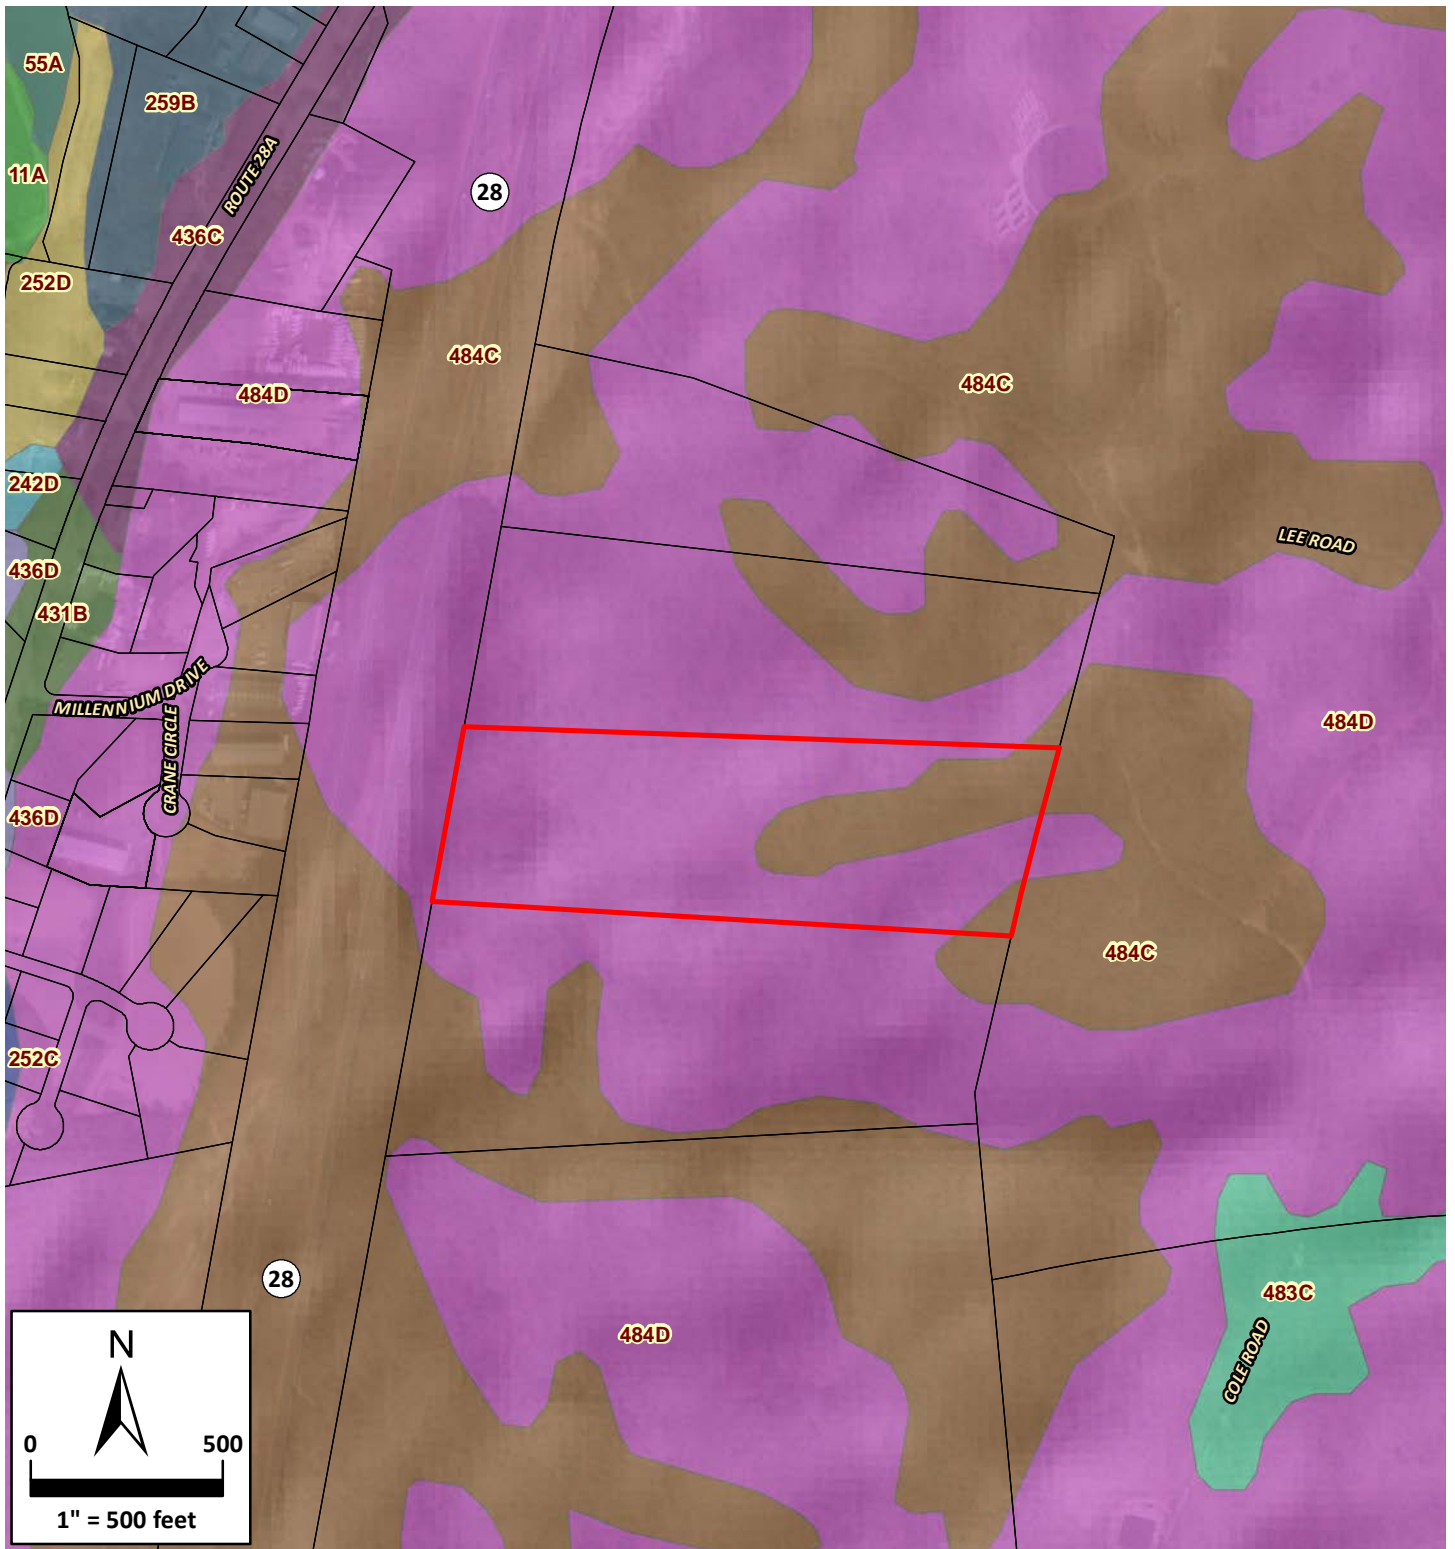 55A
259B
ROUTE 28A
11A
28
436C
252D
484C
484C
484D
242D
LEE ROAD
436D
431B
MILLENNIUM DRIVE
CRANE CIRCLE
484D
436D
484C
252C
28
483C
484D
COLE ROAD
N
0 500
1" = 500 feet